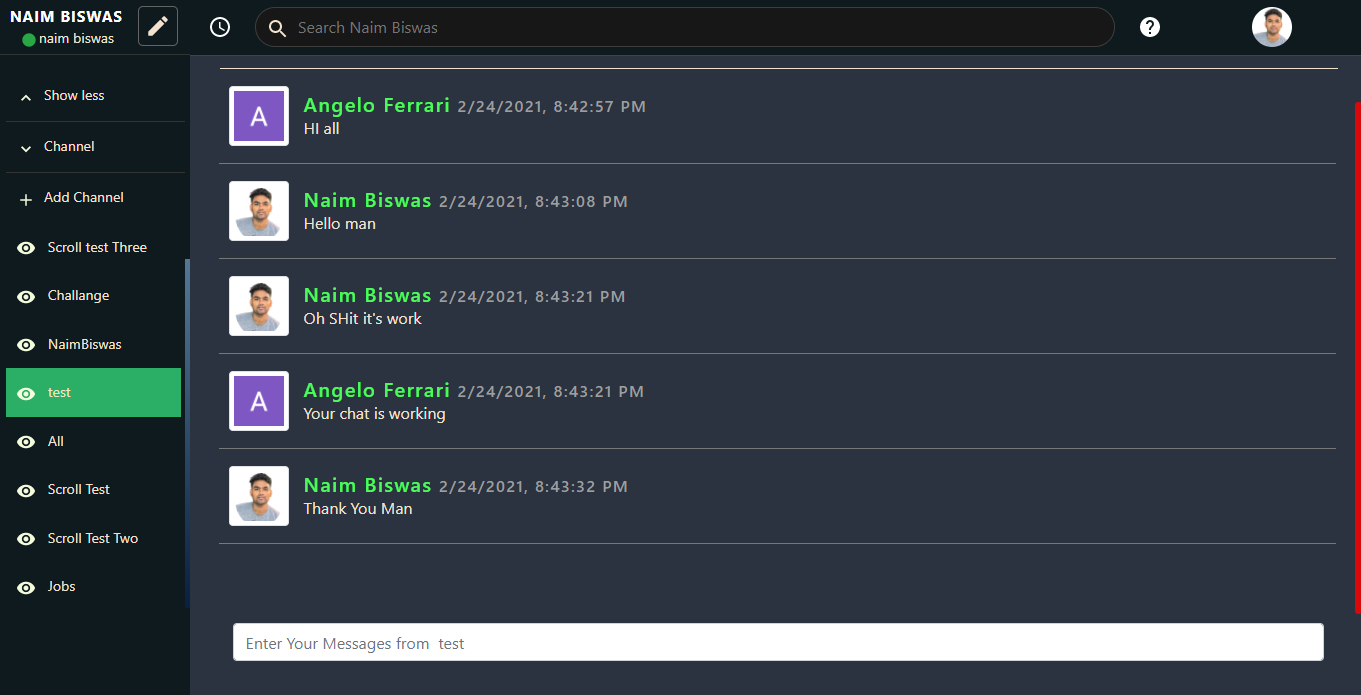 NAIM BISWAS
naim biswas
Search Naim Biswas
Show less
Channel
Add Channel
Scroll test Three
Challange
NaimBiswas
test
All
Scroll Test
Scroll Test Two
Jobs
A
Angelo Ferrari 2/24/2021, 8:42:57 PM
HI all
Naim Biswas 2/24/2021, 8:43:08 PM
Hello man
Naim Biswas 2/24/2021, 8:43:21 PM
Oh SHit it's work
A
Angelo Ferrari 2/24/2021, 8:43:21 PM
Your chat is working
Naim Biswas 2/24/2021, 8:43:32 PM
Thank You Man
Enter Your Messages from  test